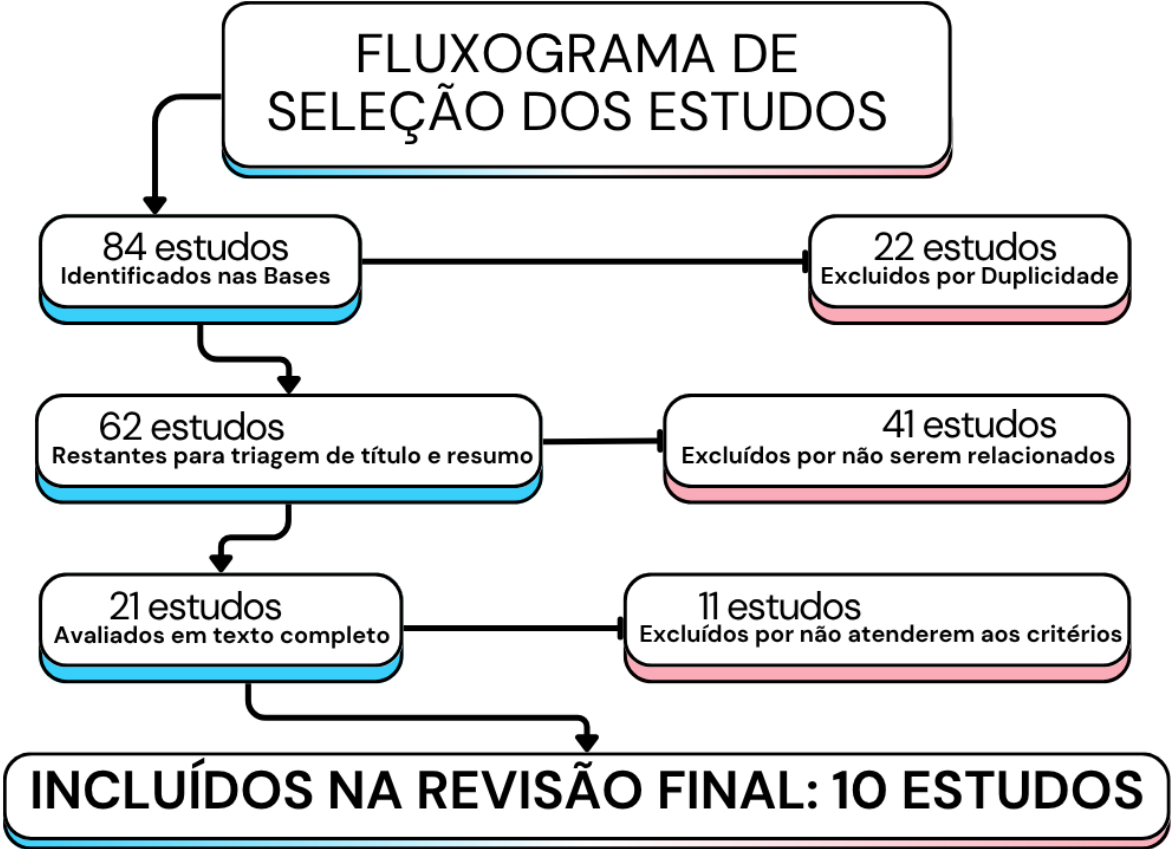 FLUXOGRAMA DE
SELEÇÃO DOS ESTUDOS
84 estudos
Identificados nas Bases
22 estudos
Excluidos por Duplicidade
62 estudos
Restantes para triagem de título e resumo
41 estudos
Excluídos por não serem relacionados
21 estudos
Avaliados em texto completo
11 estudos
Excluídos por não atenderem aos critérios
INCLUÍDOS NA REVISÃO FINAL: 10 ESTUDOS